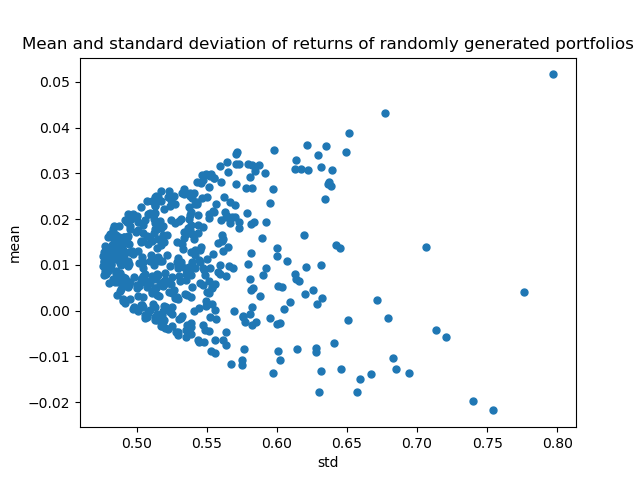 Mean and standard deviation of returns of randomly generated portfolios
0.05
0.04
0.03
0.02
0.01
0.00
−0.01
−0.02
mean
0.50 0.55 0.60 0.65 0.70 0.75 0.80
std